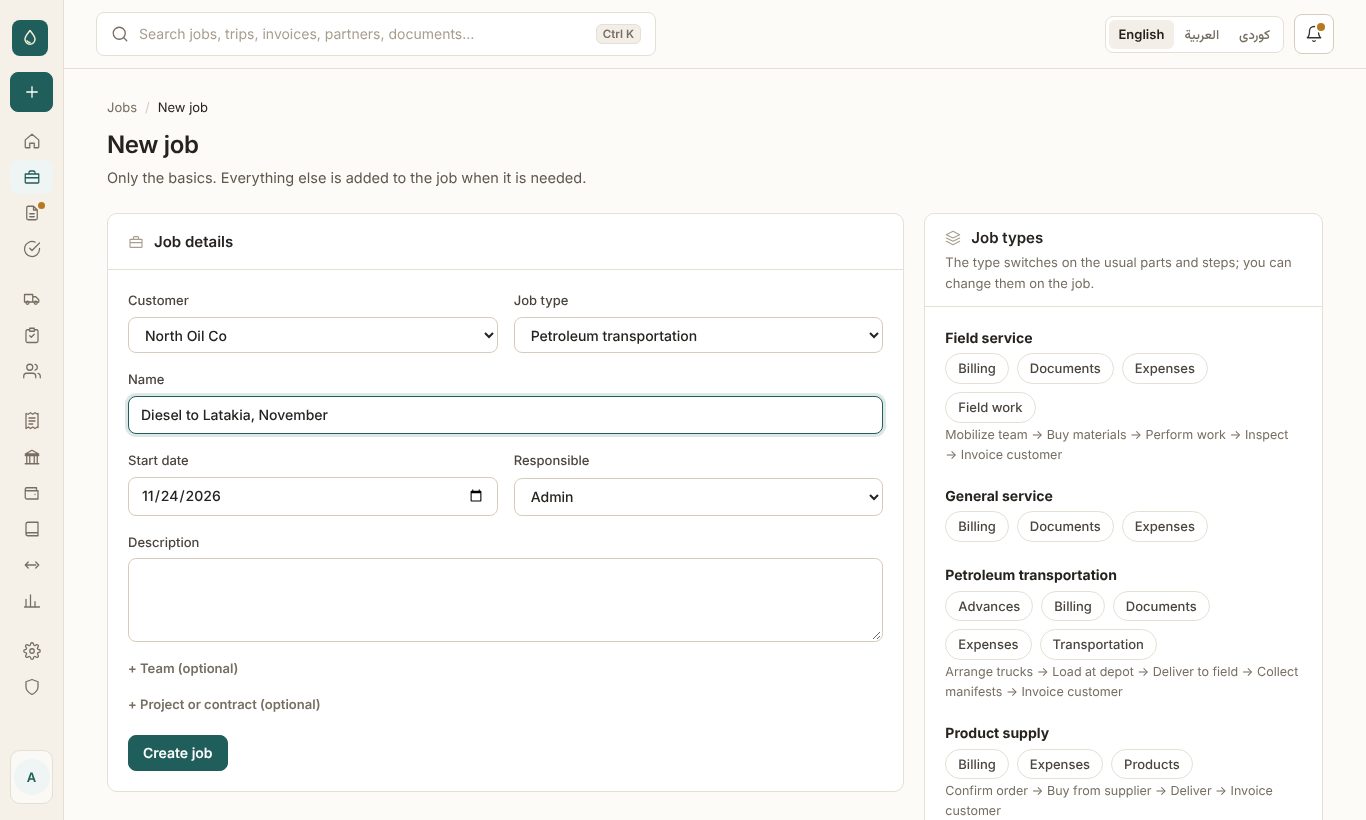 Search jobs, trips, invoices, partners, documents...
Ctrl K
English
العربية
کوردی
Jobs / New job
New job
Only the basics. Everything else is added to the job when it is needed.
Job details
Customer
North Oil Co
Job type
Petroleum transportation
Name
Diesel to Latakia, November
Start date
11/24/2026
Responsible
Admin
Description
+ Team (optional)
+ Project or contract (optional)
Create job
Job types
The type switches on the usual parts and steps; you can
change them on the job.
Field service
Billing
Documents
Expenses
Field work
Mobilize team → Buy materials → Perform work → Inspect
→ Invoice customer
General service
Billing
Documents
Expenses
Petroleum transportation
Advances
Billing
Documents
Expenses
Transportation
Arrange trucks → Load at depot → Deliver to field → Collect
manifests → Invoice customer
Product supply
Billing
Expenses
Products
Confirm order → Buy from supplier → Deliver → Invoice
customer
A